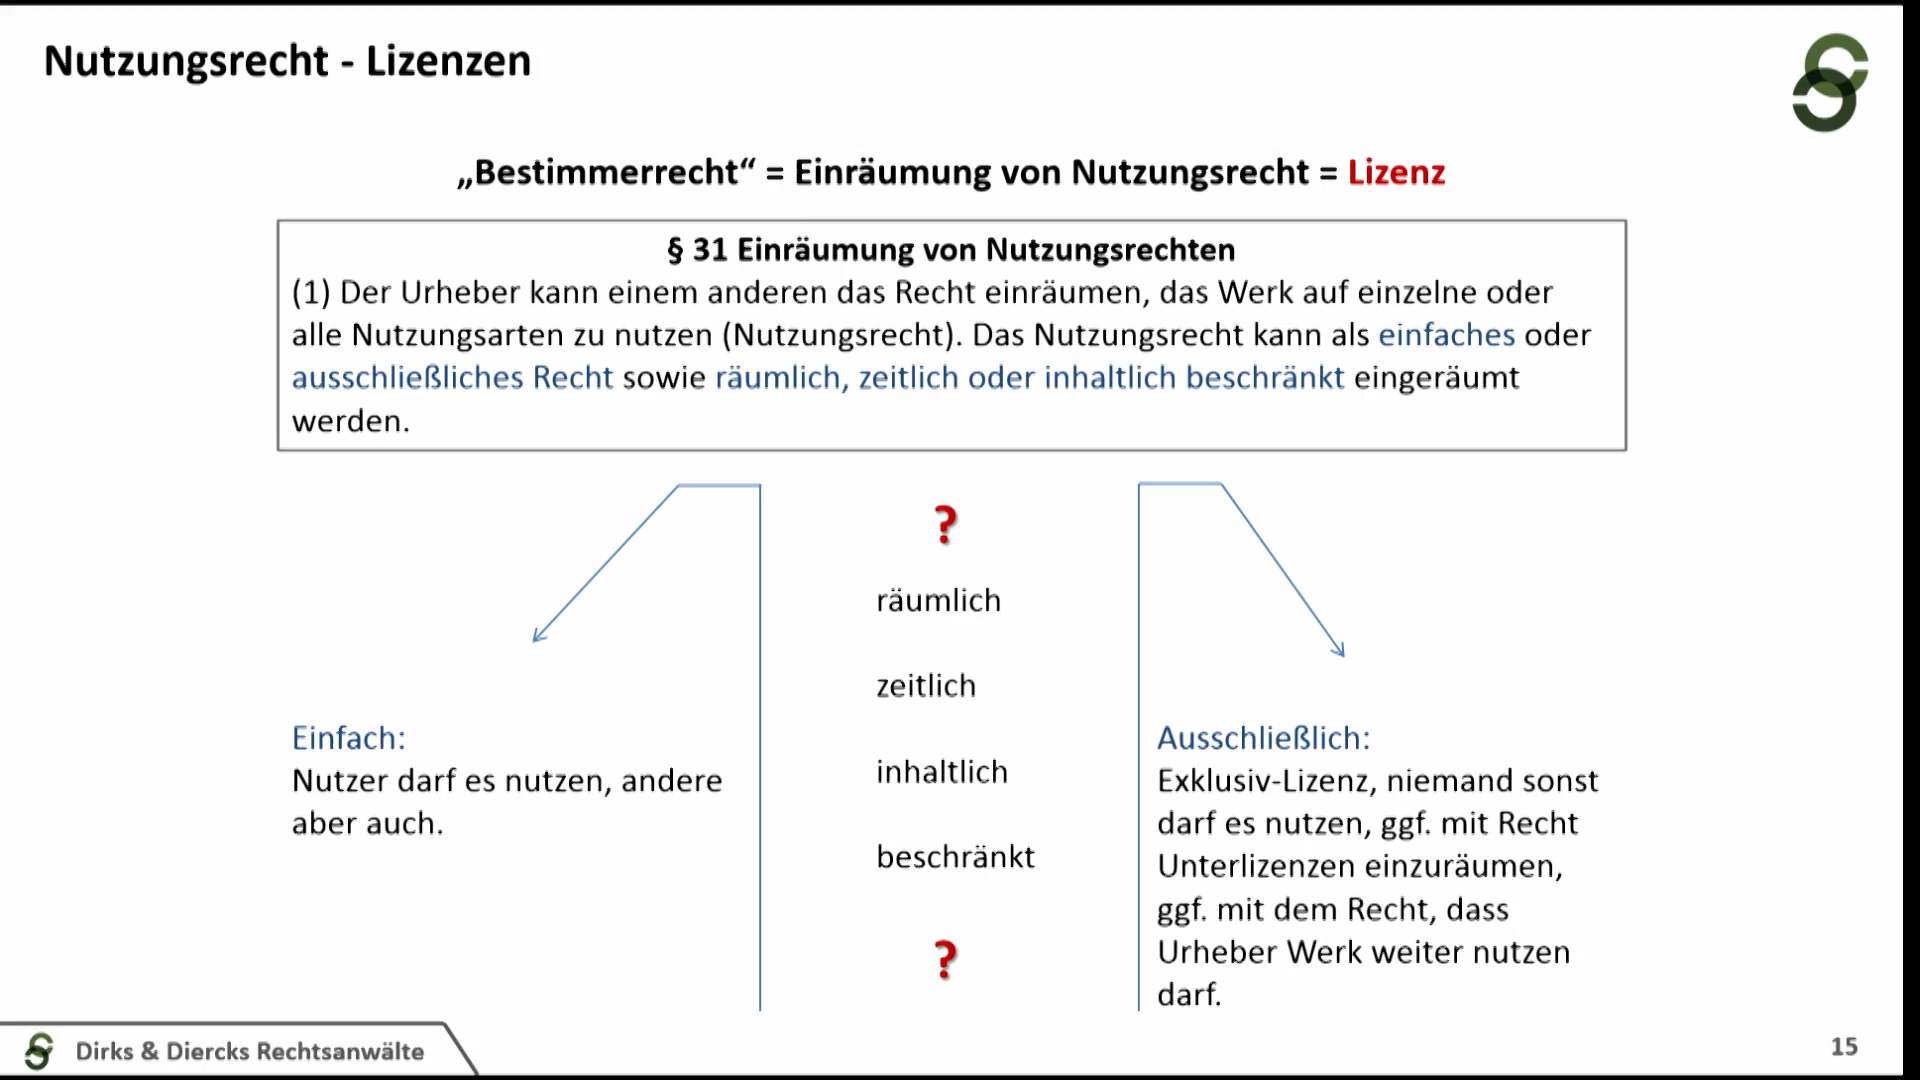 Nutzungsrecht - Lizenzen
„Bestimmerrecht“ = Einräumung von Nutzungsrecht = Lizenz
§ 31 Einräumung von Nutzungsrechten
(1) Der Urheber kann einem anderen das Recht einräumen, das Werk auf einzelne oder
alle Nutzungsarten zu nutzen (Nutzungsrecht). Das Nutzungsrecht kann als einfaches oder
ausschließliches Recht sowie räumlich, zeitlich oder inhaltlich beschränkt eingeräumt
werden.
Einfach:
Nutzer darf es nutzen, andere
aber auch.
?
räumlich
zeitlich
inhaltlich
beschränkt
?
Ausschließlich:
Exklusiv-Lizenz, niemand sonst
darf es nutzen, ggf. mit Recht
Unterlizenzen einzuräumen,
ggf. mit dem Recht, dass
Urheber Werk weiter nutzen
darf.
Dirks & Diercks Rechtsanwälte
15